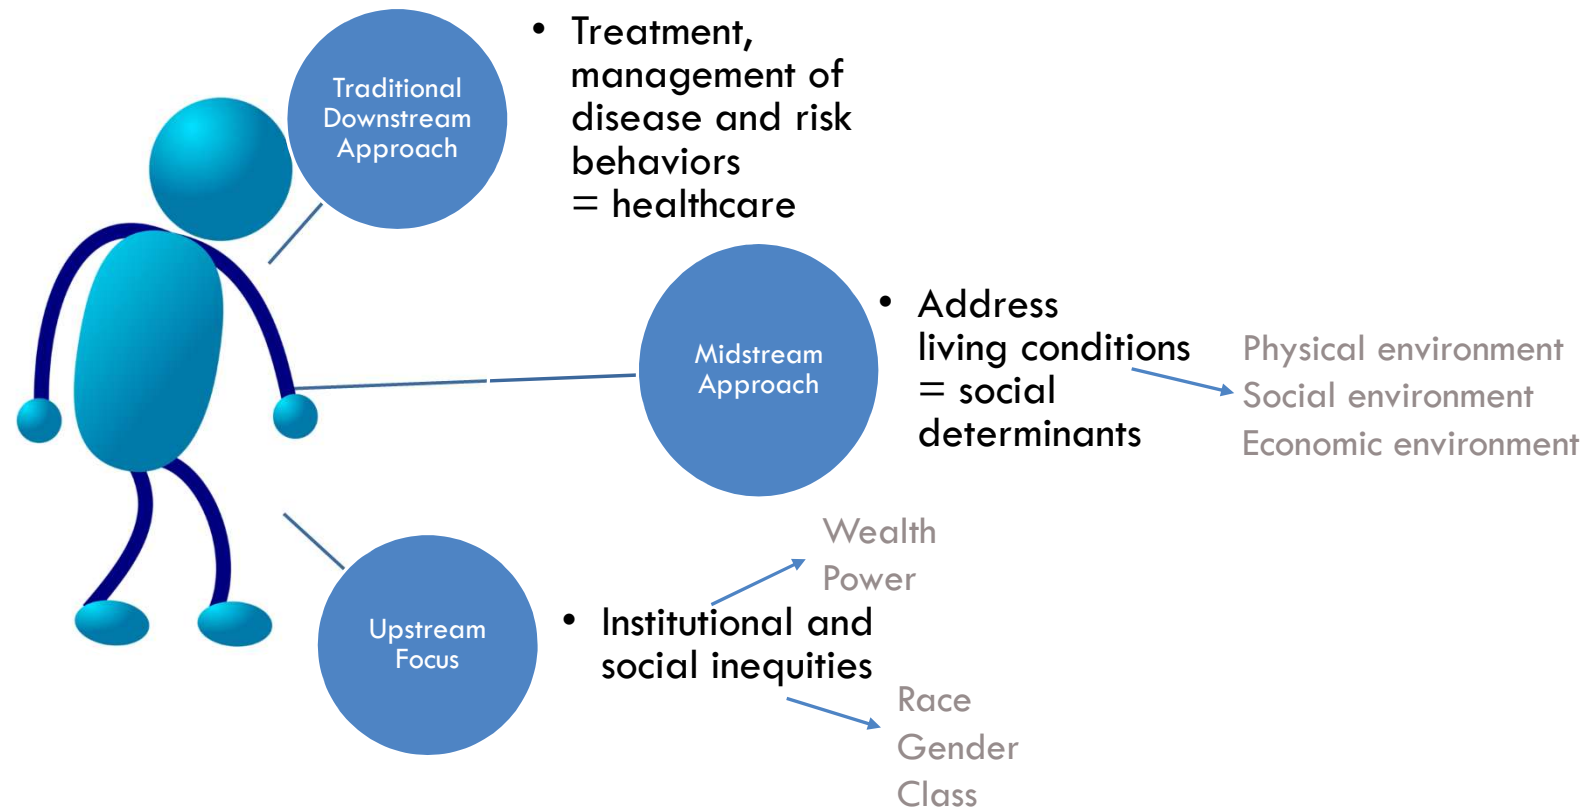 Traditional
Downstream
Approach
• Treatment,
management of
disease and risk
behaviors
= healthcare
Midstream
Approach
• Address
living conditions
= social
determinants
Physical environment
Social environment
Economic environment
Upstream
Focus
• Institutional and
social inequities
Wealth
Power
Race
Gender
Class